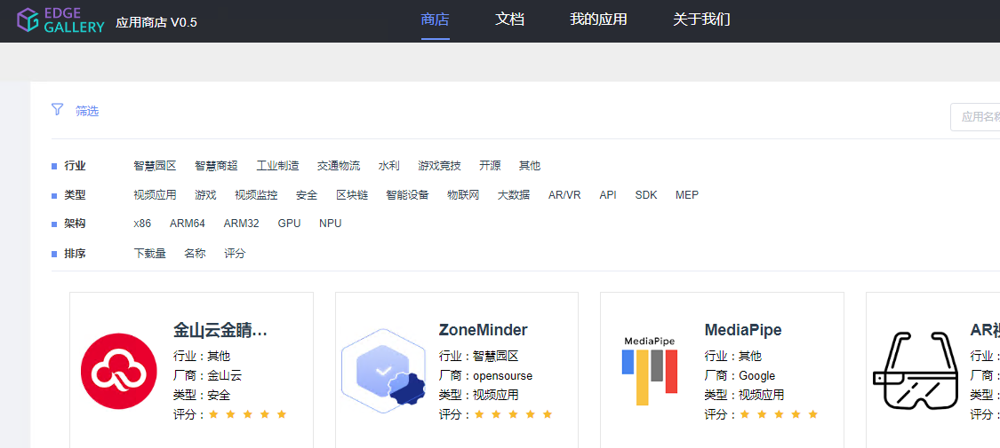 EDGE
GALLERY 应用商店 V0.5 商店 文档 我的应用 关于我们
筛选 应用名称
行业 智慧园区 智慧商超 工业制造 交通物流 水利 游戏竞技 开源 其他
类型 视频应用 游戏 视频监控 安全 区块链 智能设备 物联网 大数据 AR/VR API SDK MEP
架构 x86 ARM64 ARM32 GPU NPU
排序 下载量 名称 评分
金山云金睛…
行业：其他
厂商：金山云
类型：安全
评分：
ZoneMinder
行业：智慧园区
厂商：opensourse
类型：视频应用
评分：
MediaPipe
MediaPipe
行业：其他
厂商：Google
类型：视频应用
评分：
AR视
行业：
厂商：
类型：
评分：